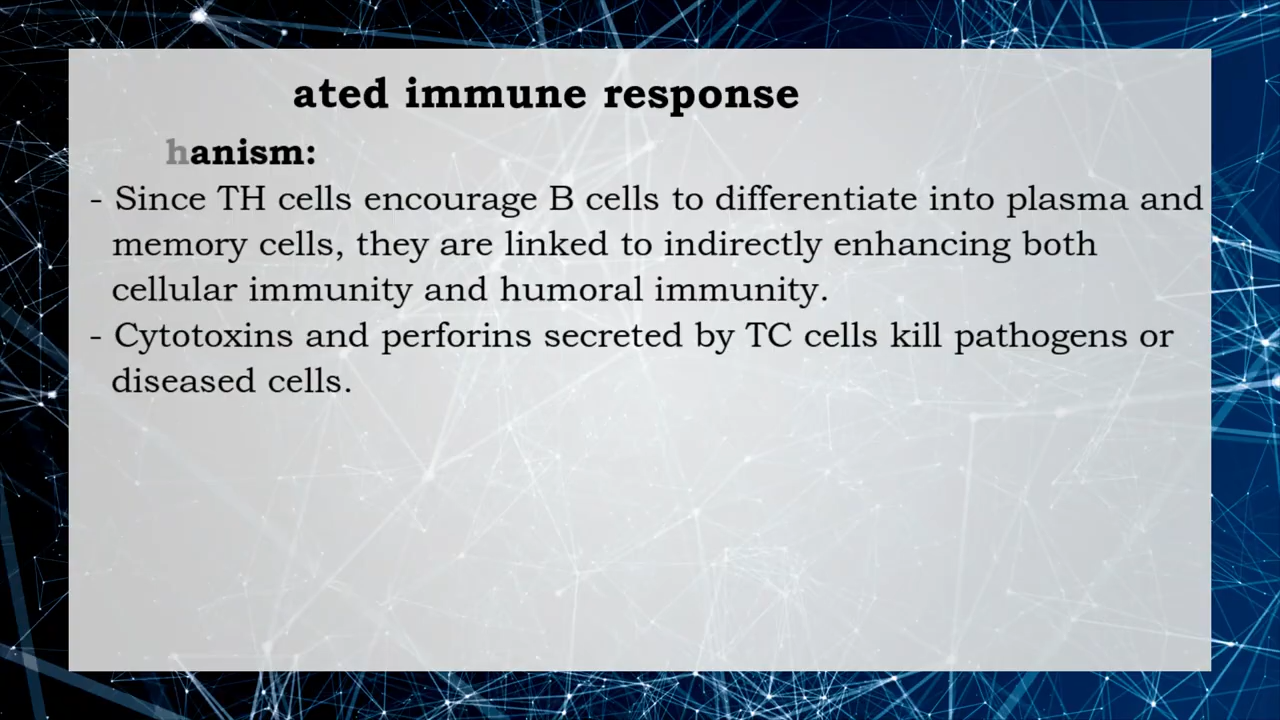 ated immune response
hanism:
- Since TH cells encourage B cells to differentiate into plasma and
memory cells, they are linked to indirectly enhancing both
cellular immunity and humoral immunity.
- Cytotoxins and perforins secreted by TC cells kill pathogens or
diseased cells.